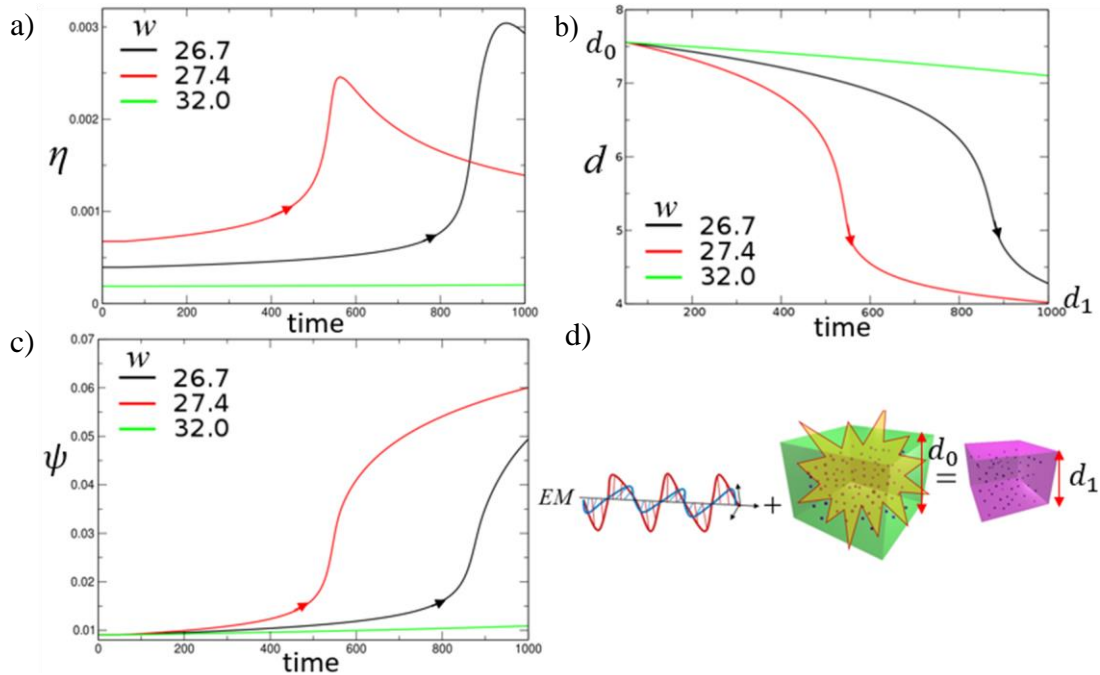 a)
w
26.7
27.4
32.0
η
0.003
0.002
0.001
0
0 200 400 600 800 1000
time
b)
d₀
8
7
6
5
4
d
w
26.7
27.4
32.0
200 400 600 800 1000
d₁
time
c)
w
26.7
27.4
32.0
ψ
0.07
0.06
0.05
0.04
0.03
0.02
0.01
0 200 400 600 800 1000
time
d)
EM + d₀ = d₁